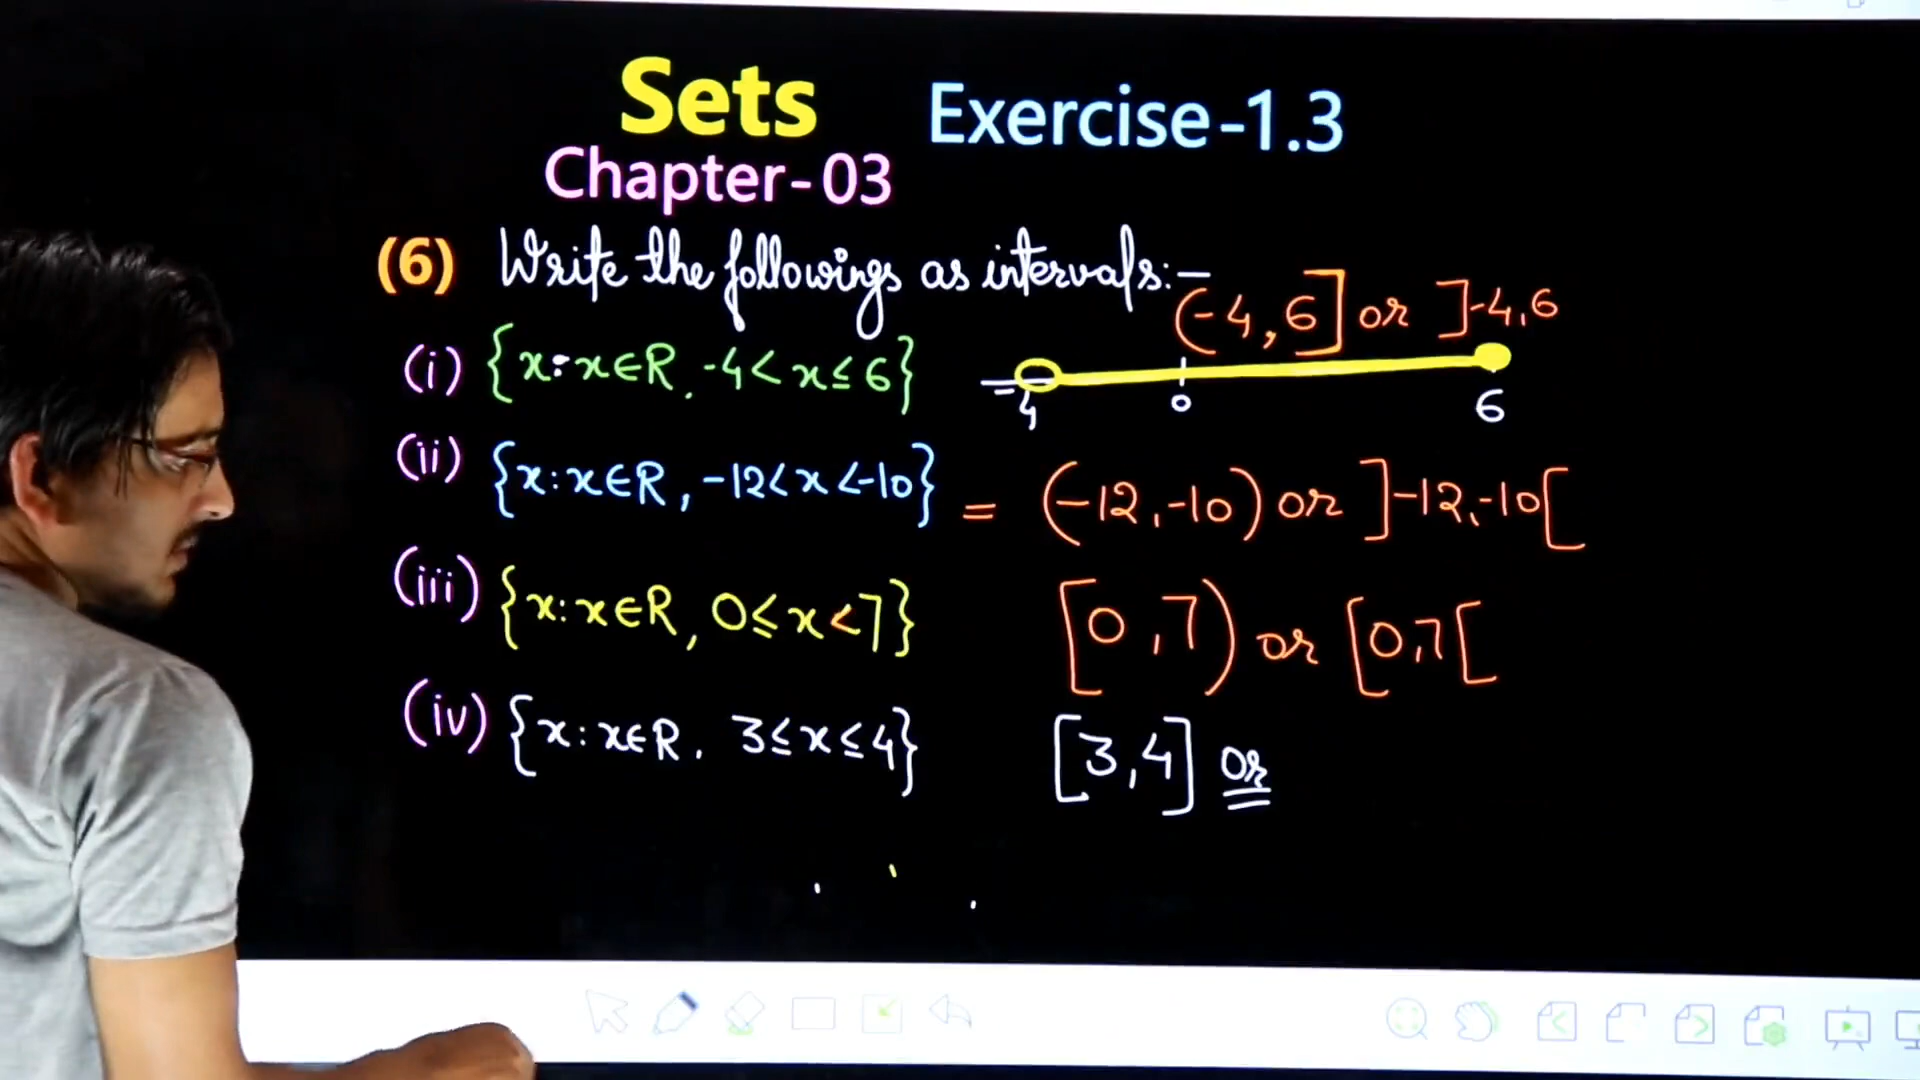 Sets Exercise-1.3
Chapter-03
(6) Write the followings as intervals:-
(-4,6] or ]-4,6
(i) {x:x∈R, -4<x≤6}
-4 0 6
(ii) {x:x∈R, -12<x<-10} = (-12,-10) or ]-12,-10[
(iii) {x:x∈R, 0≤x<7} [0,7) or [0,7[
(iv) {x:x∈R, 3≤x≤4} [3,4] or